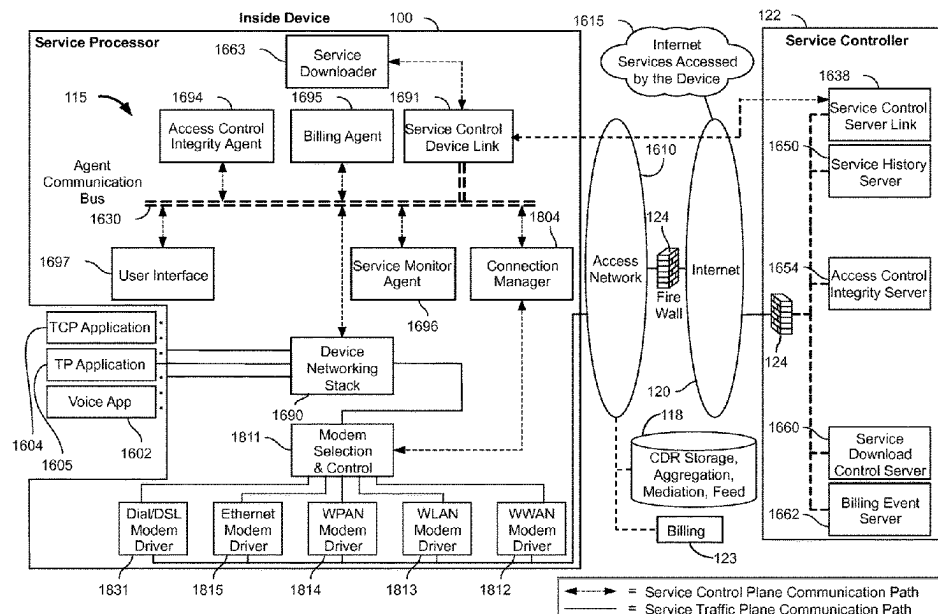 Inside Device
100
1615
122
Service Processor
1663
Service
Downloader
115
1694
1695
1691
Access Control
Integrity Agent
Billing Agent
Service Control
Device Link
Agent
Communication
Bus
1630
1804
1697
User Interface
Service Monitor
Agent
1696
Connection
Manager
TCP Application
TP Application
Voice App
1604
1605
1602
Device
Networking
Stack
1690
1811
Modem
Selection
& Control
Dial/DSL
Modem
Driver
Ethernet
Modem
Driver
WPAN
Modem
Driver
WLAN
Modem
Driver
WWAN
Modem
Driver
1831
1815
1814
1813
1812
Internet
Services Accessed
by the Device
1610
124
Access
Network
Fire
Wall
Internet
120
118
CDR Storage,
Aggregation,
Mediation, Feed
Billing
123
Service Controller
1638
Service Control
Server Link
1650
Service History
Server
1654
Access Control
Integrity Server
124
1660
Service
Download
Control Server
1662
Billing Event
Server
= Service Control Plane Communication Path
= Service Traffic Plane Communication Path